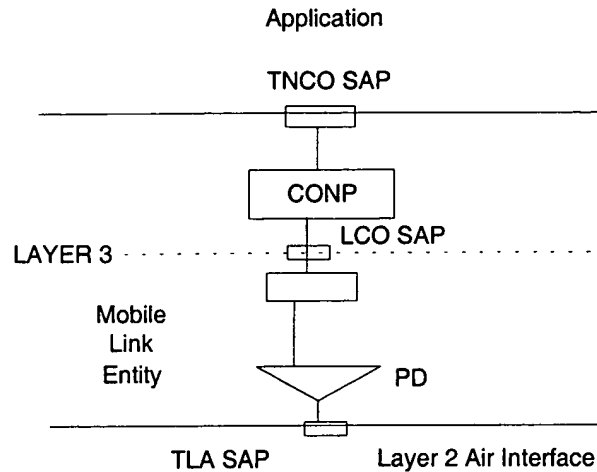 Application
TNCO SAP
CONP
LCO SAP
LAYER 3
Mobile
Link
Entity
PD
TLA SAP
Layer 2 Air Interface